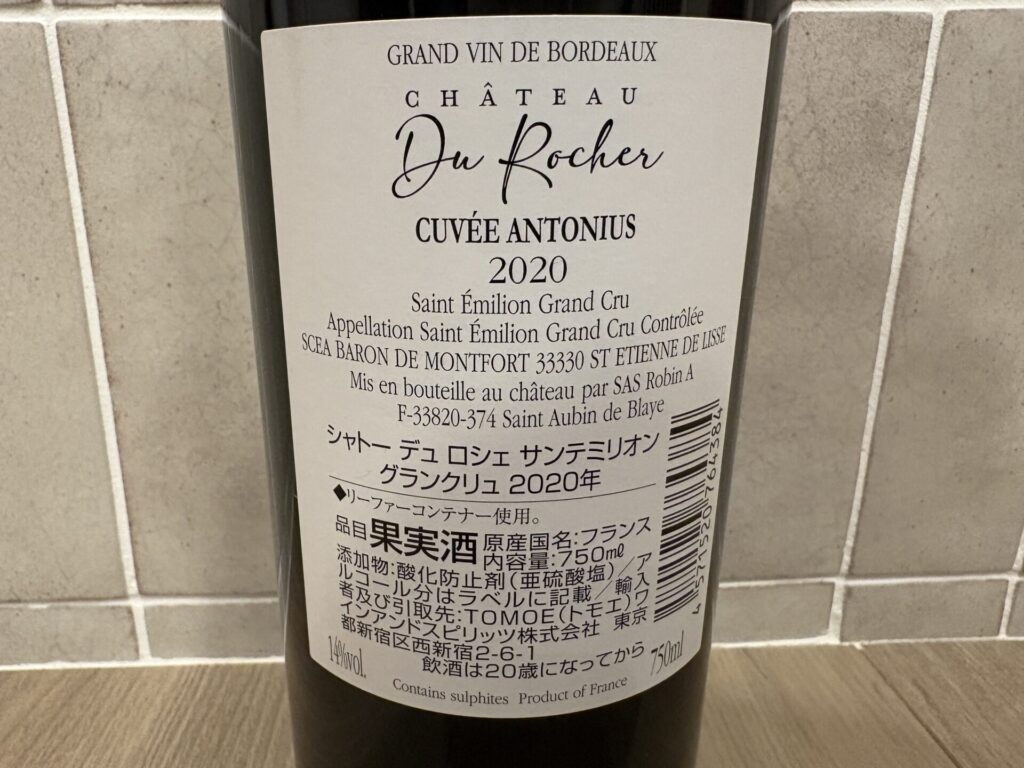 GRAND VIN DE BORDEAUX
CHÂTEAU
Du Rocher
CUVÉE ANTONIUS
2020
Saint Émilion Grand Cru
Appellation Saint Émilion Grand Cru Contrôlée
SCEA BARON DE MONTFORT 33330 ST ETIENNE DE LISSE
Mis en bouteille au château par SAS Robin A
F-33820-374 Saint Aubin de Blaye
シャトー デュ ロシェ サンテミリオン
グランクリュ 2020年
◆リーファーコンテナー使用。
品目 果実酒 原産国名:フランス
内容量:750㎖
添加物:酸化防止剤(亜硫酸塩)/ア
ルコール分はラベルに記載/輸入
者及び引取先:TOMOE(トモエ)ワ
インアンドスピリッツ株式会社 東京
都新宿区西新宿2-6-1
飲酒は20歳になってから
14%vol.
750ml
Contains sulphites Product of France
4571520764384